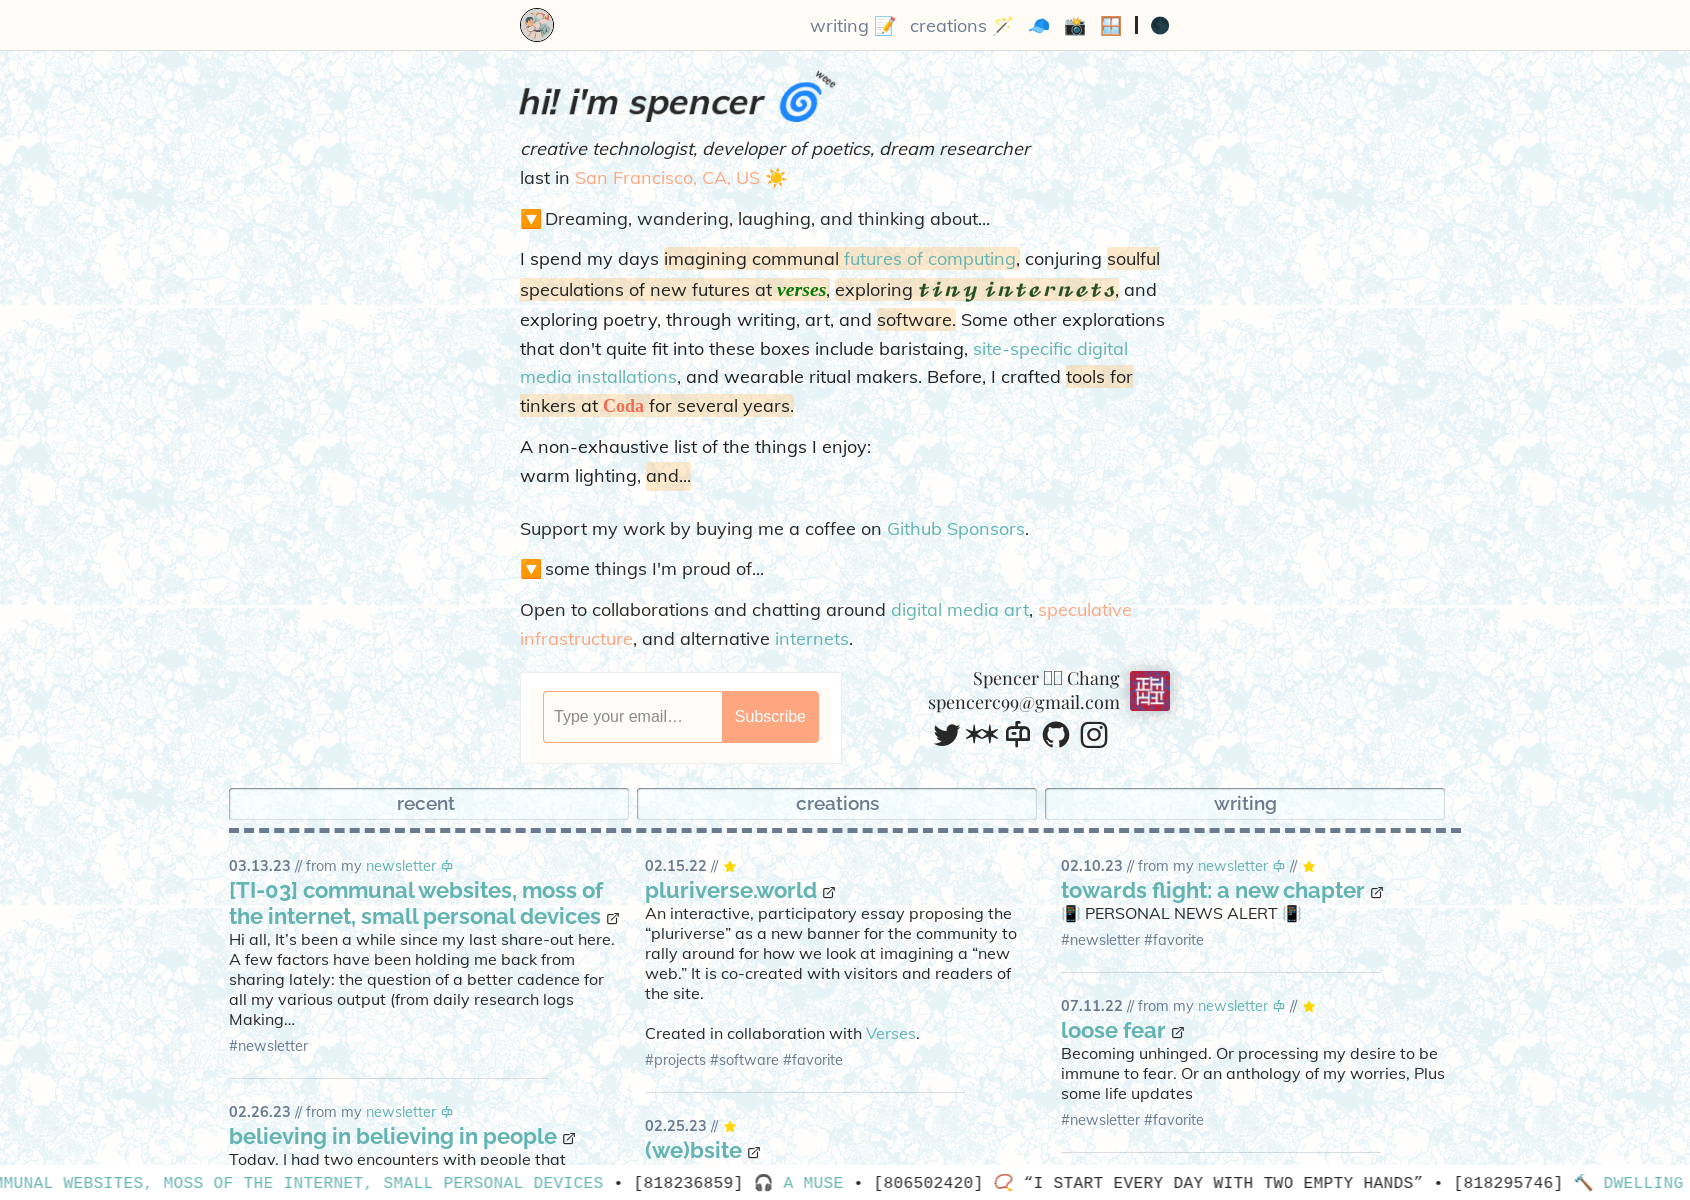 writing 📝 creations 🪄 🧢 📸 🪟 | 🌑
hi! i'm spencer 🌀 weee
creative technologist, developer of poetics, dream researcher
last in San Francisco, CA, US ☀️
🔽 Dreaming, wandering, laughing, and thinking about...
I spend my days imagining communal futures of computing, conjuring soulful
speculations of new futures at verses, exploring tiny internets, and
exploring poetry, through writing, art, and software. Some other explorations
that don't quite fit into these boxes include baristaing, site-specific digital
media installations, and wearable ritual makers. Before, I crafted tools for
tinkers at Coda for several years.
A non-exhaustive list of the things I enjoy:
warm lighting, and...
Support my work by buying me a coffee on Github Sponsors.
🔽 some things I'm proud of...
Open to collaborations and chatting around digital media art, speculative
infrastructure, and alternative internets.
Type your email…
Subscribe
Spencer Chang
spencerc99@gmail.com
recent
creations
writing
03.13.23 // from my newsletter
[TI-03] communal websites, moss of
the internet, small personal devices
Hi all, It’s been a while since my last share-out here.
A few factors have been holding me back from
sharing lately: the question of a better cadence for
all my various output (from daily research logs
Making...
#newsletter
02.26.23 // from my newsletter
believing in believing in people
Today, I had two encounters with people that
02.15.22 // ⭐
pluriverse.world
An interactive, participatory essay proposing the
“pluriverse” as a new banner for the community to
rally around for how we look at imagining a “new
web.” It is co-created with visitors and readers of
the site.
Created in collaboration with Verses.
#projects #software #favorite
02.25.23 // ⭐
(we)bsite
02.10.23 // from my newsletter // ⭐
towards flight: a new chapter
📳 PERSONAL NEWS ALERT 📳
#newsletter #favorite
07.11.22 // from my newsletter // ⭐
loose fear
Becoming unhinged. Or processing my desire to be
immune to fear. Or an anthology of my worries, Plus
some life updates
#newsletter #favorite
MMUNAL WEBSITES, MOSS OF THE INTERNET, SMALL PERSONAL DEVICES • [818236859] 🎧 A MUSE • [806502420] 📿 “I START EVERY DAY WITH TWO EMPTY HANDS” • [818295746] 🔨 DWELLING